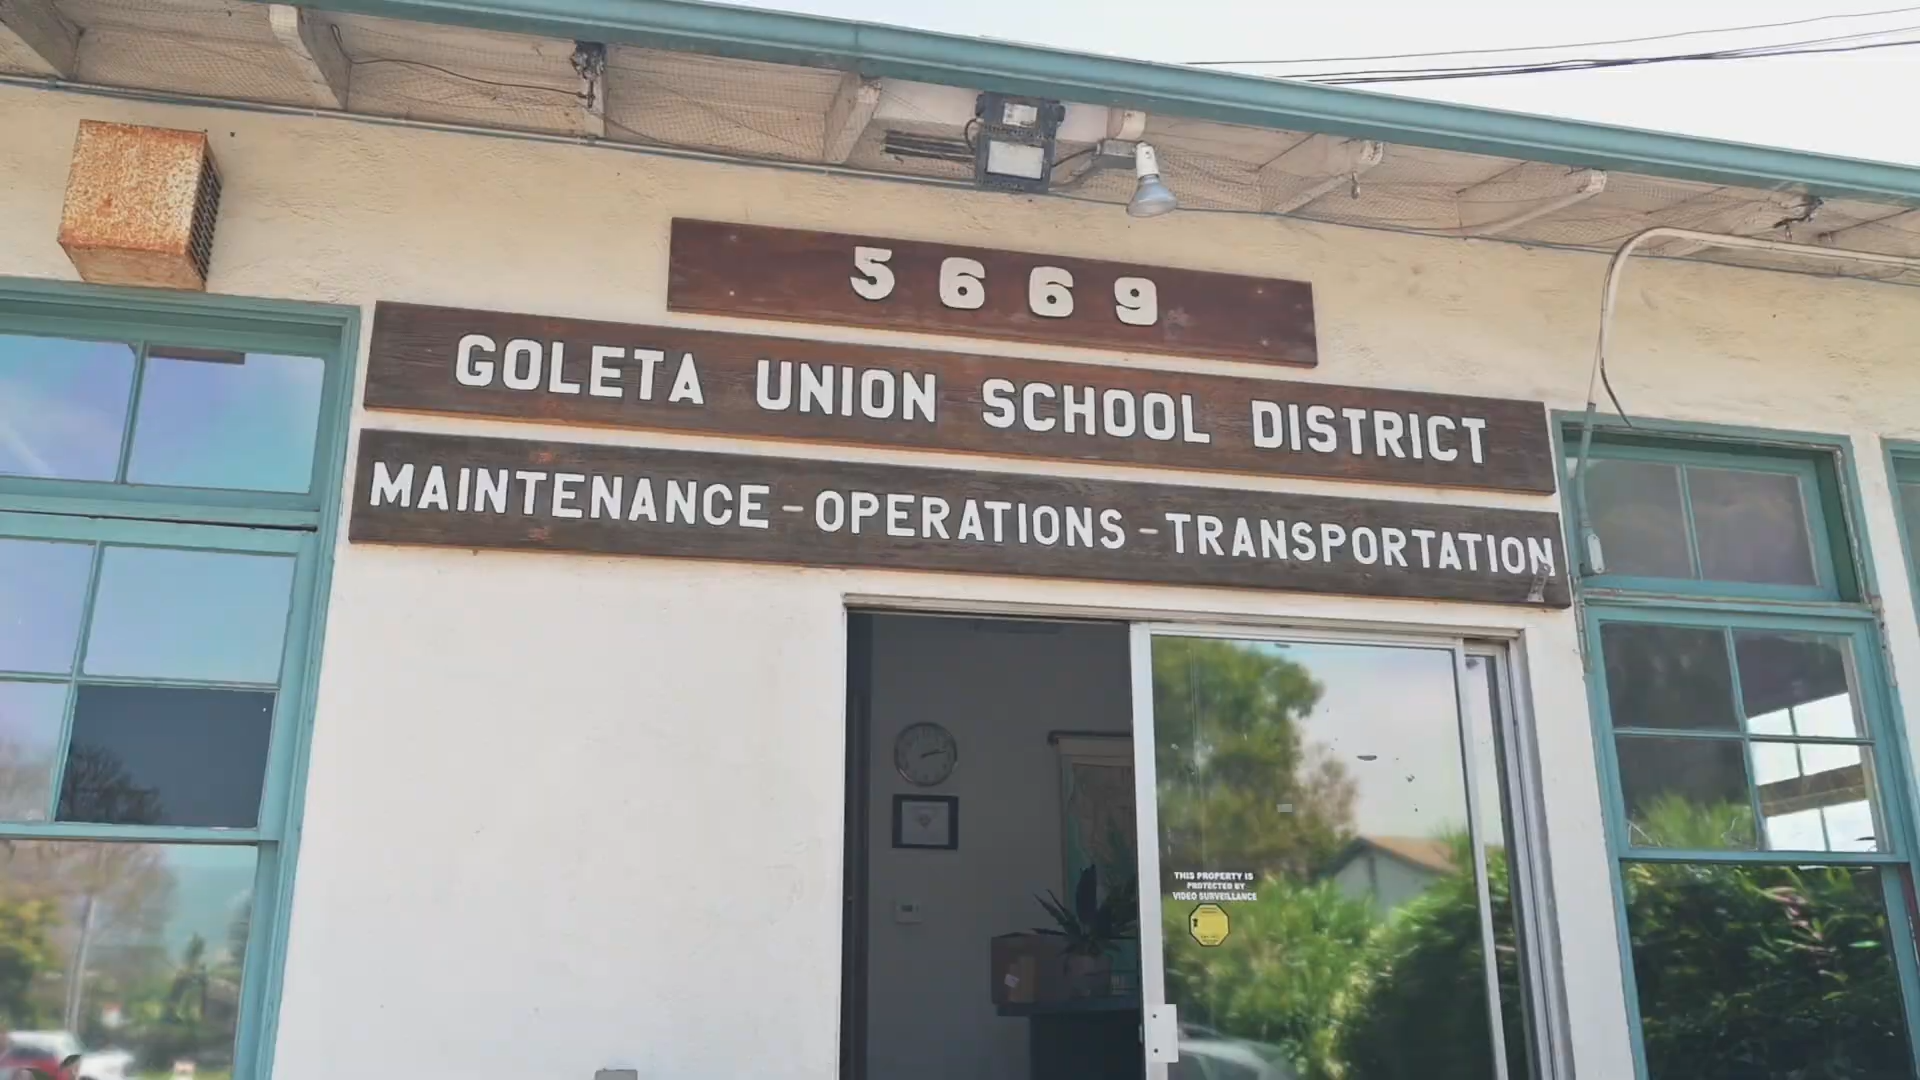 5669
GOLETA UNION SCHOOL DISTRICT
MAINTENANCE - OPERATIONS - TRANSPORTATION
THIS PROPERTY IS
PROTECTED BY
VIDEO SURVEILLANCE